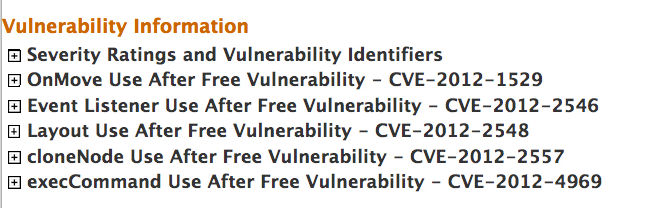 Vulnerability Information
Severity Ratings and Vulnerability Identifiers
OnMove Use After Free Vulnerability – CVE-2012-1529
Event Listener Use After Free Vulnerability – CVE-2012-2546
Layout Use After Free Vulnerability – CVE-2012-2548
cloneNode Use After Free Vulnerability – CVE-2012-2557
execCommand Use After Free Vulnerability – CVE-2012-4969